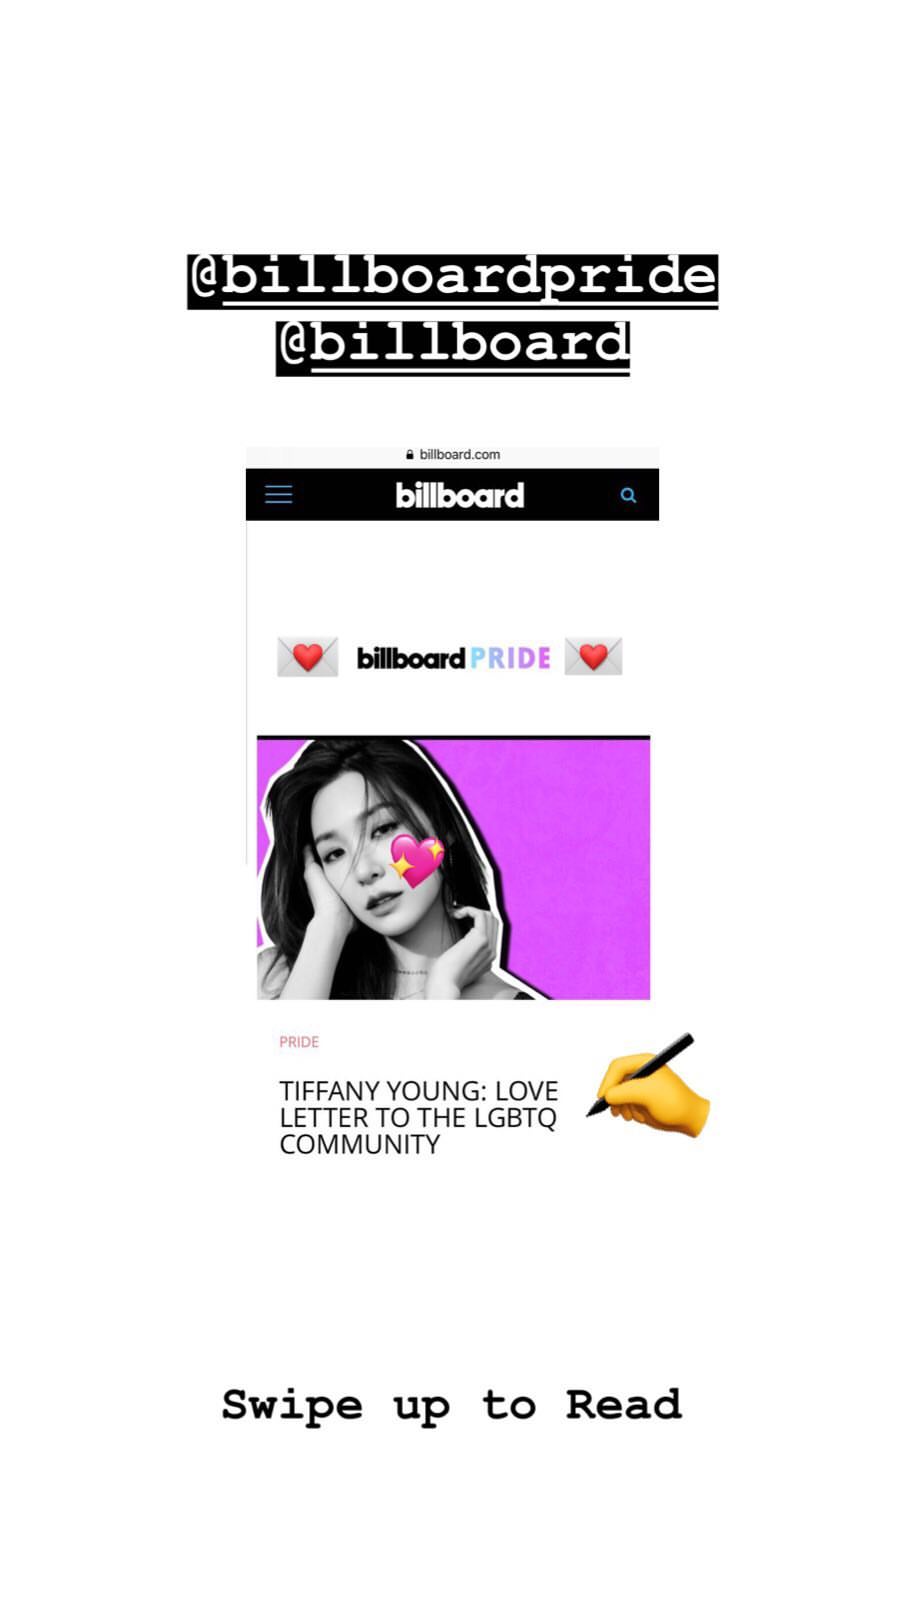 @billboardpride
@billboard
billboard.com
billboard
billboard PRIDE
PRIDE
TIFFANY YOUNG: LOVE
LETTER TO THE LGBTQ
COMMUNITY
Swipe up to Read